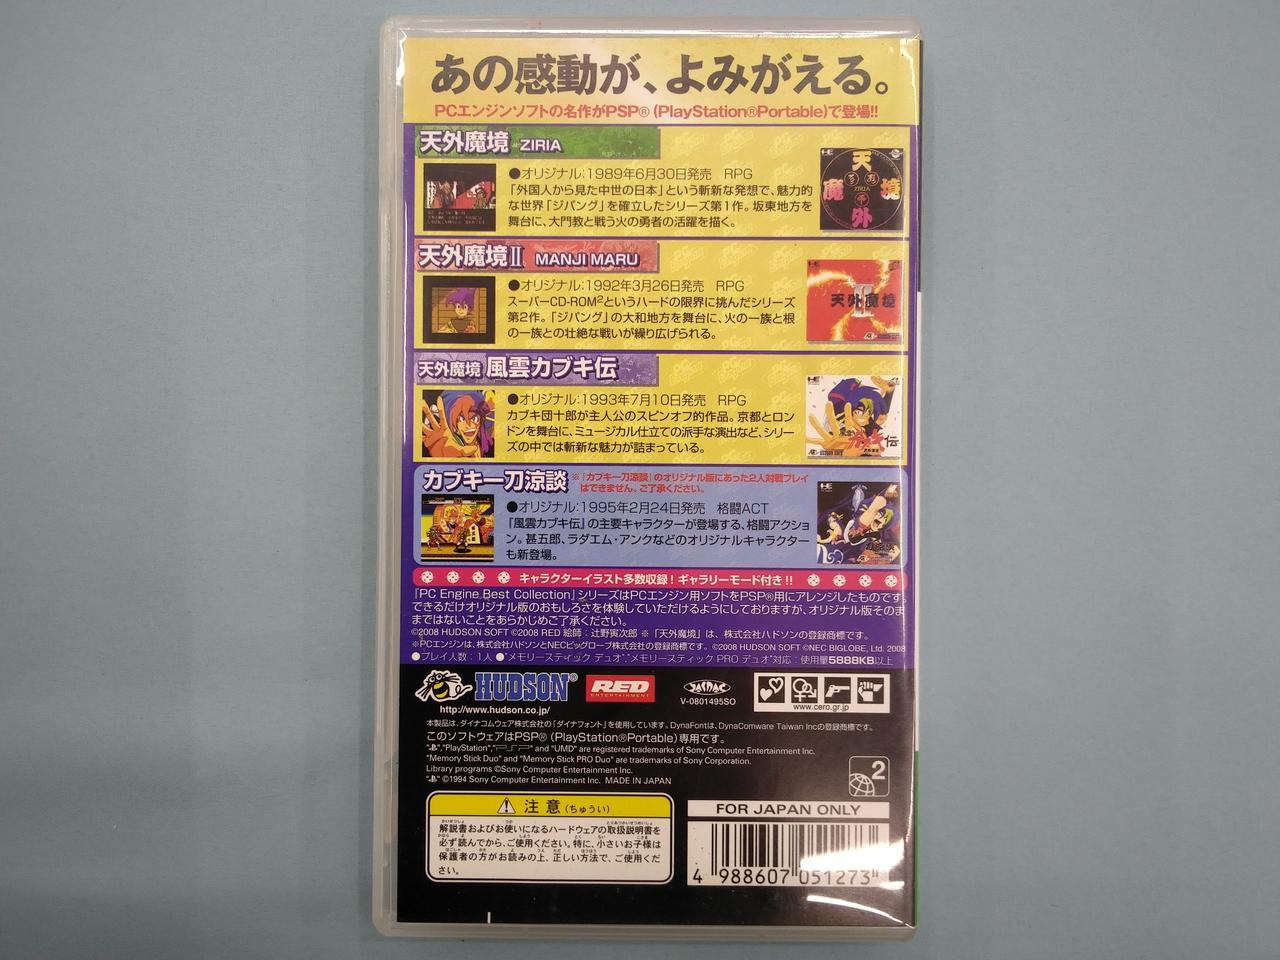 あの感動が、よみがえる。
PCエンジンソフトの名作がPSP®(PlayStation®Portable)で登場!!
天外魔境 ZIRIA
●オリジナル:1989年6月30日発売 RPG
「外国人から見た中世の日本」という斬新な発想で、魅力的
な世界「ジパング」を確立したシリーズ第1作。坂東地方を
舞台に、大門教と戦う火の勇者の活躍を描く。
天
魔 境
ZIRIA
外
天外魔境II MANJI MARU
●オリジナル:1992年3月26日発売 RPG
スーパーCD-ROM²というハードの限界に挑んだシリーズ
第2作。「ジパング」の大和地方を舞台に、火の一族と根
の一族との壮絶な戦いが繰り広げられる。
天外魔境
II
天外魔境 風雲カブキ伝
●オリジナル:1993年7月10日発売 RPG
カブキ団十郎が主人公のスピンオフ的作品。京都とロン
ドンを舞台に、ミュージカル仕立ての派手な演出など、シリー
ズの中では斬新な魅力が詰まっている。
カブキ伝
カブキ一刀涼談
※『カブキ一刀涼談』のオリジナル版にあった2人対戦プレイ
はできません。ご了承ください。
●オリジナル:1995年2月24日発売 格闘ACT
『風雲カブキ伝』の主要キャラクターが登場する、格闘アクショ
ン。甚五郎、ラダエム・アンクなどのオリジナルキャラクター
も新登場。
キャラクターイラスト多数収録!ギャラリーモード付き!!
『PC Engine Best Collection』シリーズはPCエンジン用ソフトをPSP®用にアレンジしたものです。
できるだけオリジナル版のおもしろさを体験していただけるようにしておりますが、オリジナル版そのま
まではないことをあらかじめご了承ください。
©2008 HUDSON SOFT ©2008 RED 絵師:辻野寅次郎 ※「天外魔境」は、株式会社ハドソンの登録商標です。
※PCエンジンは、株式会社ハドソンとNECビッグローブ株式会社の登録商標です。©2008 HUDSON SOFT ©NEC BIGLOBE, Ltd. 2008
●プレイ人数:1人 ●"メモリースティック デュオ","メモリースティック PRO デュオ"対応:使用量5888KB以上
HUDSON®
http://www.hudson.co.jp/
RED
ENTERTAINMENT
JASRAC
V-0801495SO
www.cero.gr.jp
本製品は、ダイナコムウェア株式会社の「ダイナフォント」を使用しています。DynaFontは、DynaComware Taiwan Incの登録商標です。
このソフトウェアはPSP®(PlayStation®Portable)専用です。
" ","PlayStation","PSP" and "UMD" are registered trademarks of Sony Computer Entertainment Inc.
"Memory Stick Duo" and "Memory Stick PRO Duo" are trademarks of Sony Corporation.
Library programs ©Sony Computer Entertainment Inc.
" " ©1994 Sony Computer Entertainment Inc. MADE IN JAPAN
2
注意(ちゅうい)
解説書およびお使いになるハードウェアの取扱説明書を
必ず読んでから、ご使用ください。特に、小さいお子様は
保護者の方がお読みの上、正しい方法で、ご使用くだ
さい。
FOR JAPAN ONLY
4 988607 051273